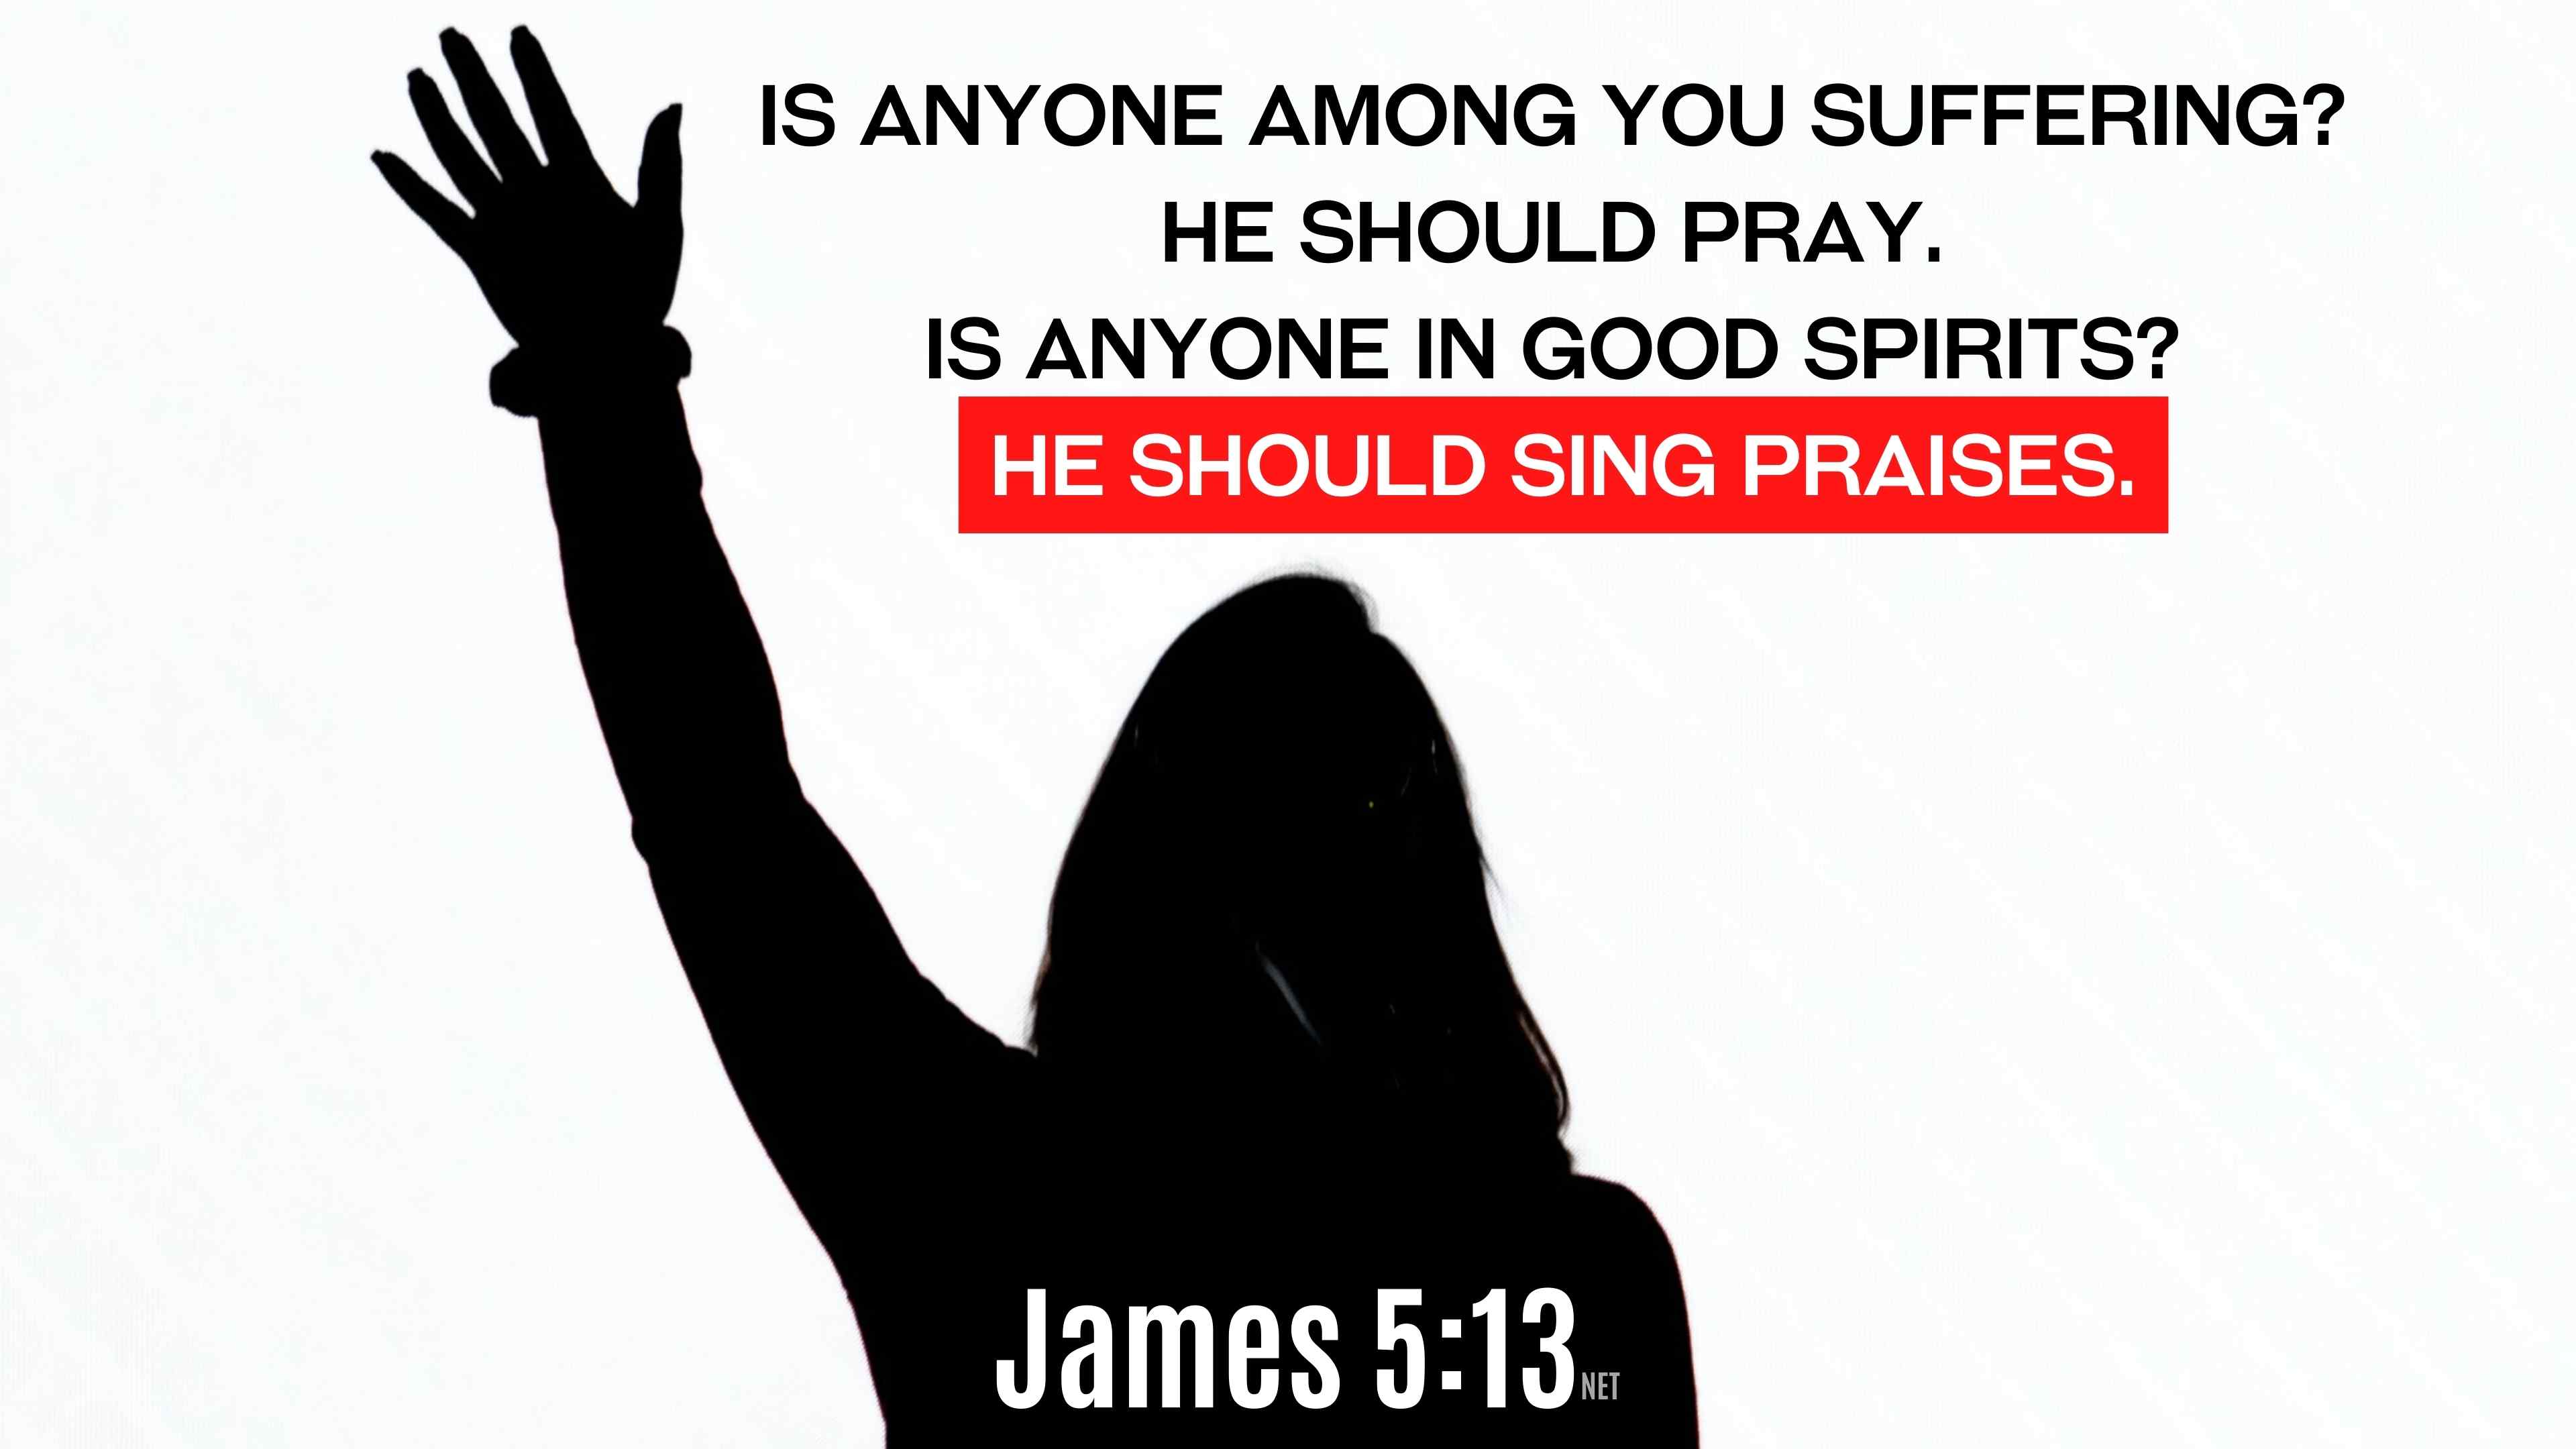 IS ANYONE AMONG YOU SUFFERING?
HE SHOULD PRAY.
IS ANYONE IN GOOD SPIRITS?
HE SHOULD SING PRAISES.
James 5:13 NET